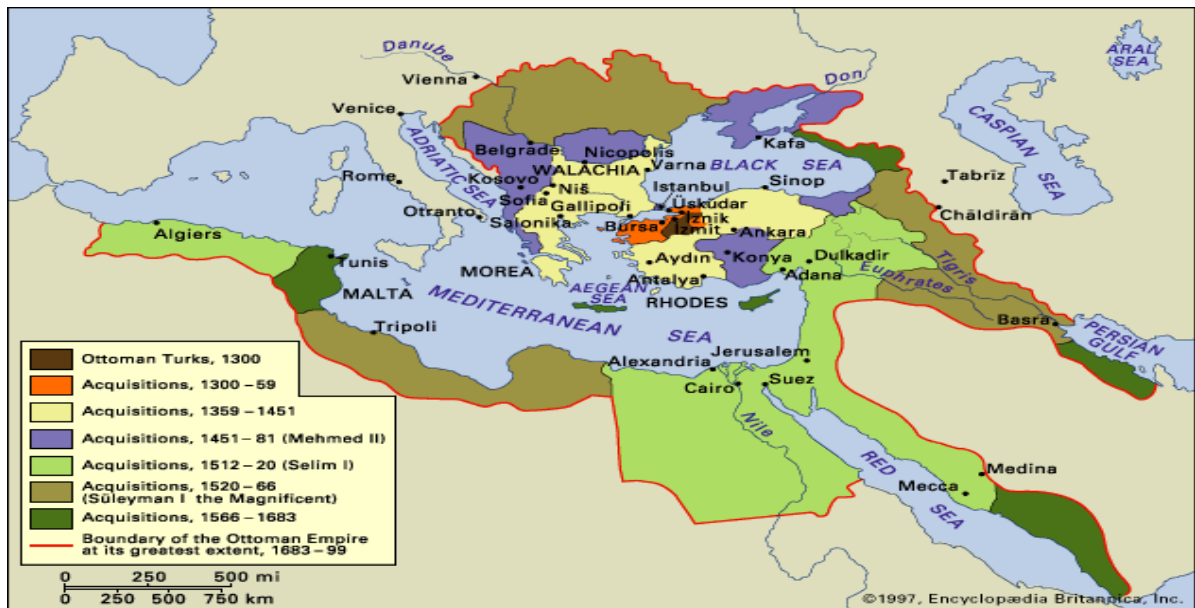 Danube
Vienna
Don
ARAL
SEA
Venice
CASPIAN
SEA
ADRIATIC SEA
Belgrade
Nicopolis
Kafa
WALACHIA
Varna
BLACK SEA
Rome
Kosovo
Niš
Istanbul
Sinop
Tabrīz
Sofia
Üsküdar
Otranto
Gallipoli
İznik
Chāldirān
Salonika
Bursa
İzmit
Ankara
Algiers
Tunis
MOREA
Aydın
Konya
Dulkadir
Antalya
Adana
Euphrates
Tigris
MALTA
AEGEAN
SEA
RHODES
MEDITERRANEAN SEA
Basra
PERSIAN
GULF
Tripoli
Alexandria
Jerusalem
Cairo
Suez
Nile
RED
SEA
Medina
Mecca
Ottoman Turks, 1300
Acquisitions, 1300–59
Acquisitions, 1359–1451
Acquisitions, 1451–81 (Mehmed II)
Acquisitions, 1512–20 (Selim I)
Acquisitions, 1520–66
(Süleyman I the Magnificent)
Acquisitions, 1566–1683
Boundary of the Ottoman Empire
at its greatest extent, 1683–99
0 250 500 mi
0 250 500 750 km
©1997, Encyclopædia Britannica, Inc.